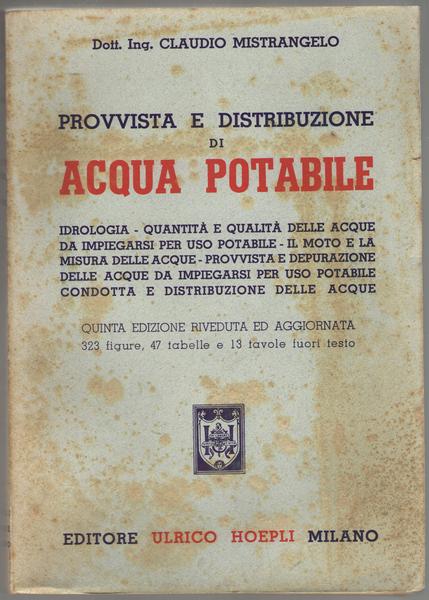 Dott. Ing. CLAUDIO MISTRANGELO
PROVVISTA E DISTRIBUZIONE
DI
ACQUA POTABILE
IDROLOGIA - QUANTITÀ E QUALITÀ DELLE ACQUE
DA IMPIEGARSI PER USO POTABILE - IL MOTO E LA
MISURA DELLE ACQUE - PROVVISTA E DEPURAZIONE
DELLE ACQUE DA IMPIEGARSI PER USO POTABILE
CONDOTTA E DISTRIBUZIONE DELLE ACQUE
QUINTA EDIZIONE RIVEDUTA ED AGGIORNATA
323 figure, 47 tabelle e 13 tavole fuori testo
EDITORE ULRICO HOEPLI MILANO